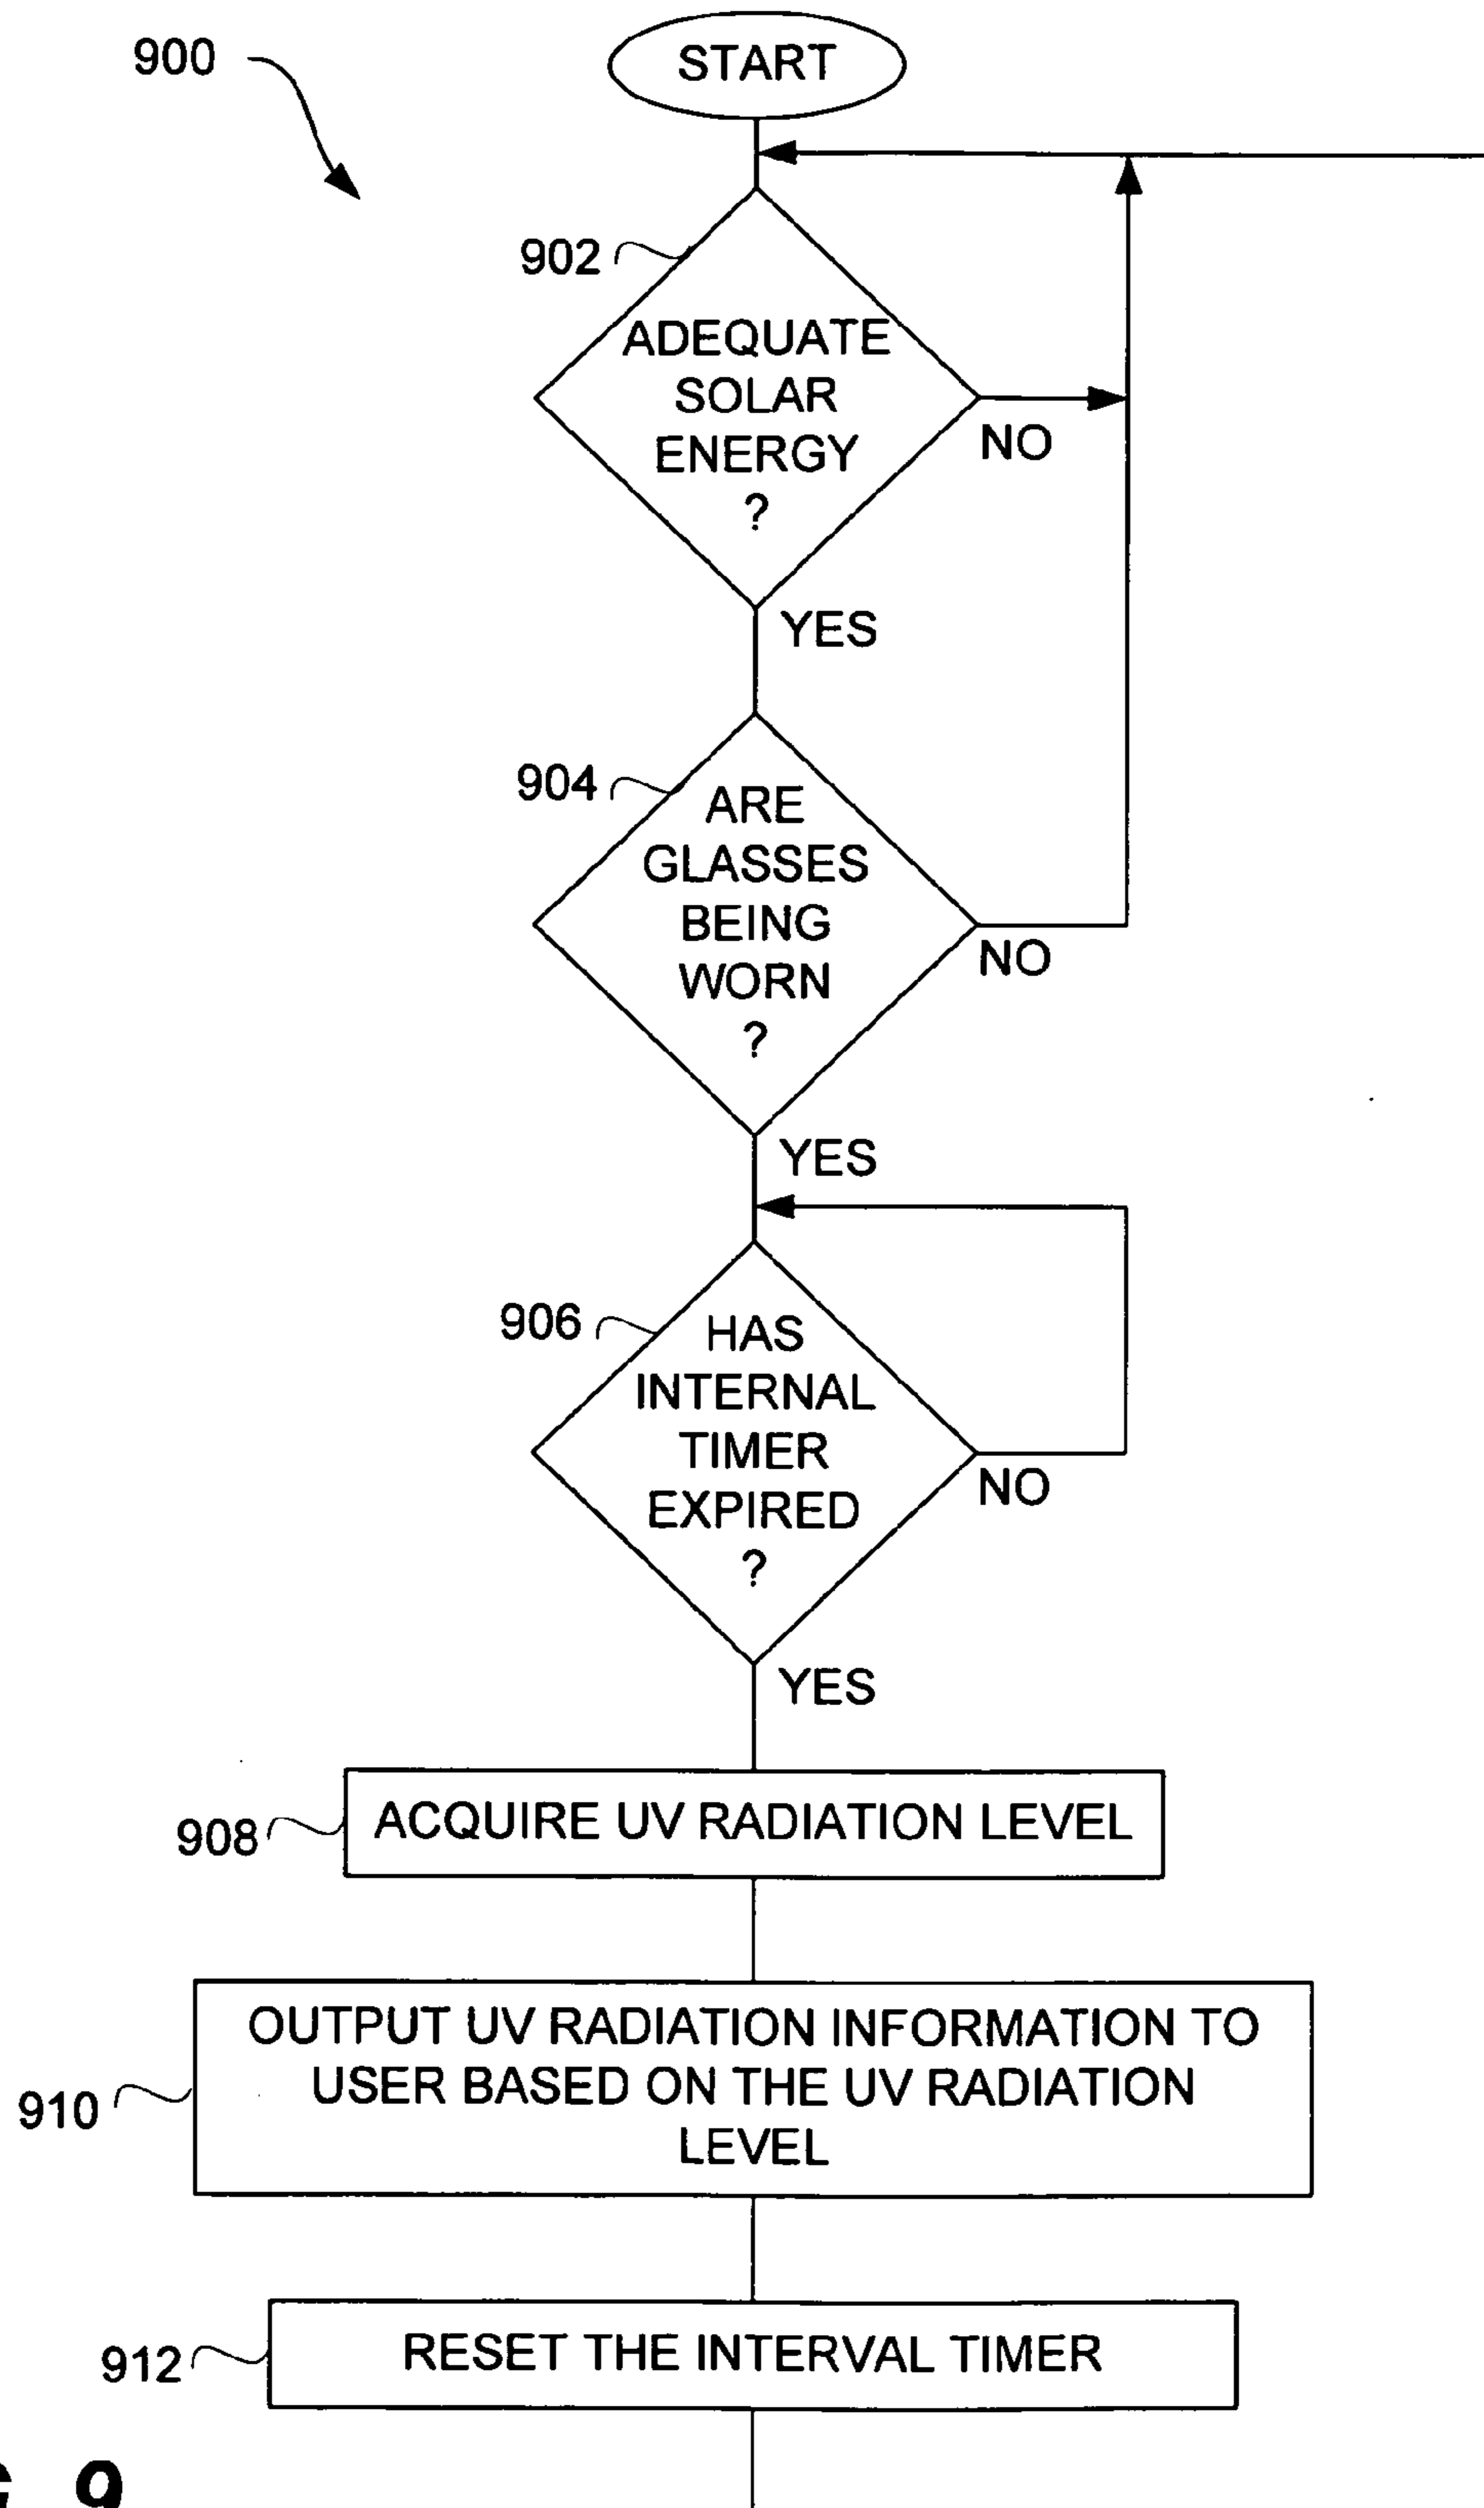 900
START
902
ADEQUATE
SOLAR
ENERGY
?
NO
YES
904
ARE
GLASSES
BEING
WORN
?
NO
YES
906
HAS
INTERNAL
TIMER
EXPIRED
?
NO
YES
908
ACQUIRE UV RADIATION LEVEL
910
OUTPUT UV RADIATION INFORMATION TO
USER BASED ON THE UV RADIATION
LEVEL
912
RESET THE INTERVAL TIMER
9